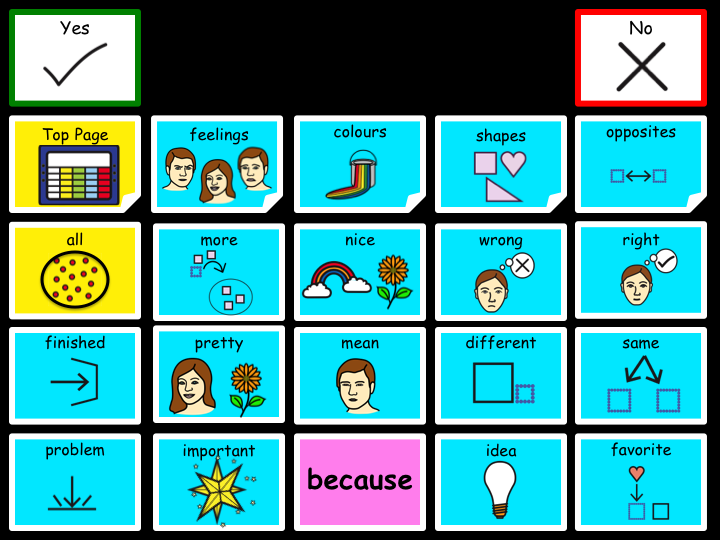 Yes
No
Top Page
feelings
colours
shapes
opposites
all
more
nice
wrong
right
finished
pretty
mean
different
same
problem
important
because
idea
favorite